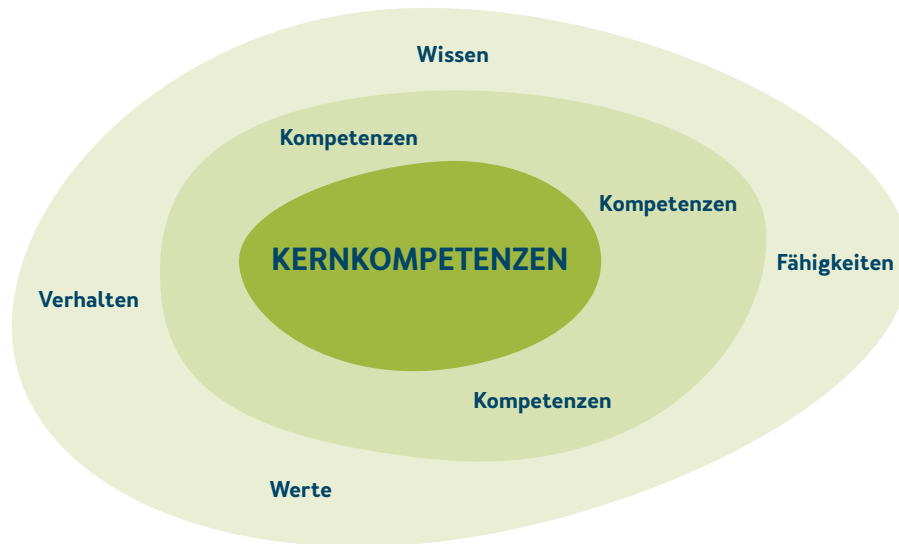 Wissen
Kompetenzen
Kompetenzen
KERNKOMPETENZEN
Fähigkeiten
Verhalten
Kompetenzen
Werte